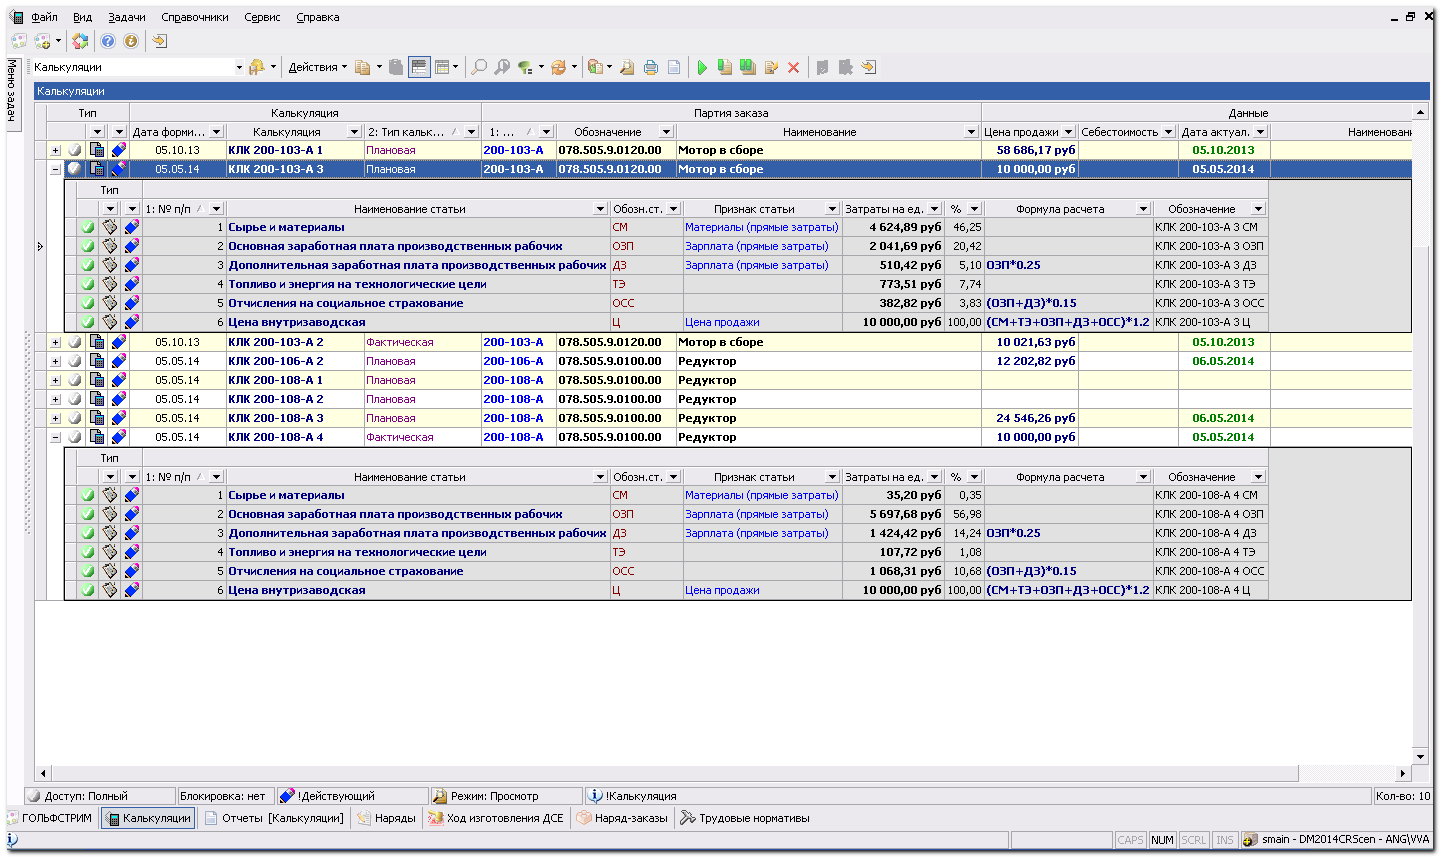 Файл Вид Задачи Справочники Сервис Справка
Меню задач
Калькуляции Действия
Калькуляции
Тип Калькуляция Партия заказа Данные
Дата форми... Калькуляция 2: Тип кальк... 1: ... Обозначение Наименование Цена продажи Себестоимость Дата актуал. Наименовани
05.10.13 КЛК 200-103-А 1 Плановая 200-103-А 078.505.9.0120.00 Мотор в сборе 58 686,17 руб 05.10.2013
05.05.14 КЛК 200-103-А 3 Плановая 200-103-А 078.505.9.0120.00 Мотор в сборе 10 000,00 руб 05.05.2014
Тип
1: № п/п Наименование статьи Обозн.ст. Признак статьи Затраты на ед. % Формула расчета Обозначение
1 Сырье и материалы СМ Материалы (прямые затраты) 4 624,89 руб 46,25 КЛК 200-103-А 3 СМ
2 Основная заработная плата производственных рабочих ОЗП Зарплата (прямые затраты) 2 041,69 руб 20,42 КЛК 200-103-А 3 ОЗП
3 Дополнительная заработная плата производственных рабочих ДЗ Зарплата (прямые затраты) 510,42 руб 5,10 ОЗП*0.25 КЛК 200-103-А 3 ДЗ
4 Топливо и энергия на технологические цели ТЭ 773,51 руб 7,74 КЛК 200-103-А 3 ТЭ
5 Отчисления на социальное страхование ОСС 382,82 руб 3,83 (ОЗП+ДЗ)*0.15 КЛК 200-103-А 3 ОСС
6 Цена внутризаводская Ц Цена продажи 10 000,00 руб 100,00 (СМ+ТЭ+ОЗП+ДЗ+ОСС)*1.2 КЛК 200-103-А 3 Ц
05.10.13 КЛК 200-103-А 2 Фактическая 200-103-А 078.505.9.0120.00 Мотор в сборе 10 021,63 руб 05.10.2013
05.05.14 КЛК 200-106-А 2 Плановая 200-106-А 078.505.9.0100.00 Редуктор 12 202,82 руб 06.05.2014
05.05.14 КЛК 200-108-А 1 Плановая 200-108-А 078.505.9.0100.00 Редуктор
05.05.14 КЛК 200-108-А 2 Плановая 200-108-А 078.505.9.0100.00 Редуктор
05.05.14 КЛК 200-108-А 3 Плановая 200-108-А 078.505.9.0100.00 Редуктор 24 546,26 руб 06.05.2014
05.05.14 КЛК 200-108-А 4 Фактическая 200-108-А 078.505.9.0100.00 Редуктор 10 000,00 руб 05.05.2014
Тип
1: № п/п Наименование статьи Обозн.ст. Признак статьи Затраты на ед. % Формула расчета Обозначение
1 Сырье и материалы СМ Материалы (прямые затраты) 35,20 руб 0,35 КЛК 200-108-А 4 СМ
2 Основная заработная плата производственных рабочих ОЗП Зарплата (прямые затраты) 5 697,68 руб 56,98 КЛК 200-108-А 4 ОЗП
3 Дополнительная заработная плата производственных рабочих ДЗ Зарплата (прямые затраты) 1 424,42 руб 14,24 ОЗП*0.25 КЛК 200-108-А 4 ДЗ
4 Топливо и энергия на технологические цели ТЭ 107,72 руб 1,08 КЛК 200-108-А 4 ТЭ
5 Отчисления на социальное страхование ОСС 1 068,31 руб 10,68 (ОЗП+ДЗ)*0.15 КЛК 200-108-А 4 ОСС
6 Цена внутризаводская Ц Цена продажи 10 000,00 руб 100,00 (СМ+ТЭ+ОЗП+ДЗ+ОСС)*1.2 КЛК 200-108-А 4 Ц
Доступ: Полный Блокировка: нет !Действующий Режим: Просмотр !Калькуляция Кол-во: 10
ГОЛЬФСТРИМ Калькуляции Отчеты [Калькуляции] Наряды Ход изготовления ДСЕ Наряд-заказы Трудовые нормативы
CAPS NUM SCRL INS smain - DM2014CRScen - ANG\VVA